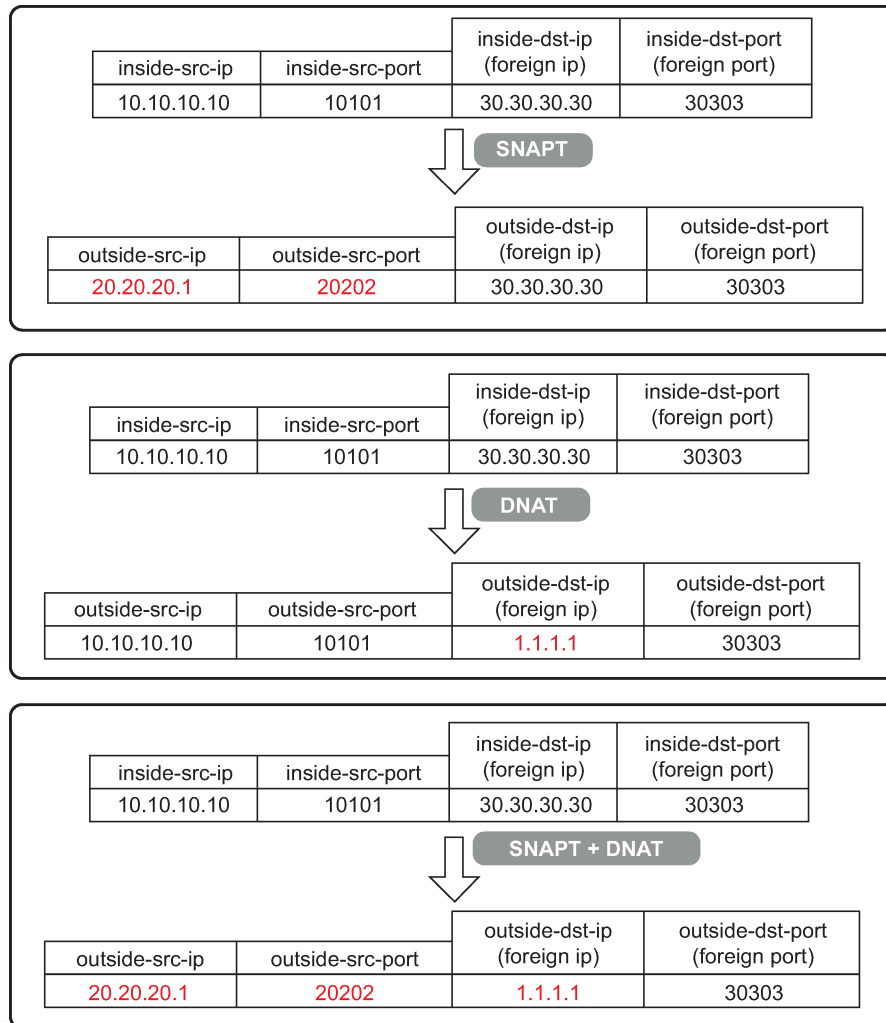 inside-src-ip inside-src-port inside-dst-ip (foreign ip) inside-dst-port (foreign port)
10.10.10.10 10101 30.30.30.30 30303
SNAPT
outside-src-ip outside-src-port outside-dst-ip (foreign ip) outside-dst-port (foreign port)
20.20.20.1 20202 30.30.30.30 30303
inside-src-ip inside-src-port inside-dst-ip (foreign ip) inside-dst-port (foreign port)
10.10.10.10 10101 30.30.30.30 30303
DNAT
outside-src-ip outside-src-port outside-dst-ip (foreign ip) outside-dst-port (foreign port)
10.10.10.10 10101 1.1.1.1 30303
inside-src-ip inside-src-port inside-dst-ip (foreign ip) inside-dst-port (foreign port)
10.10.10.10 10101 30.30.30.30 30303
SNAPT + DNAT
outside-src-ip outside-src-port outside-dst-ip (foreign ip) outside-dst-port (foreign port)
20.20.20.1 20202 1.1.1.1 30303